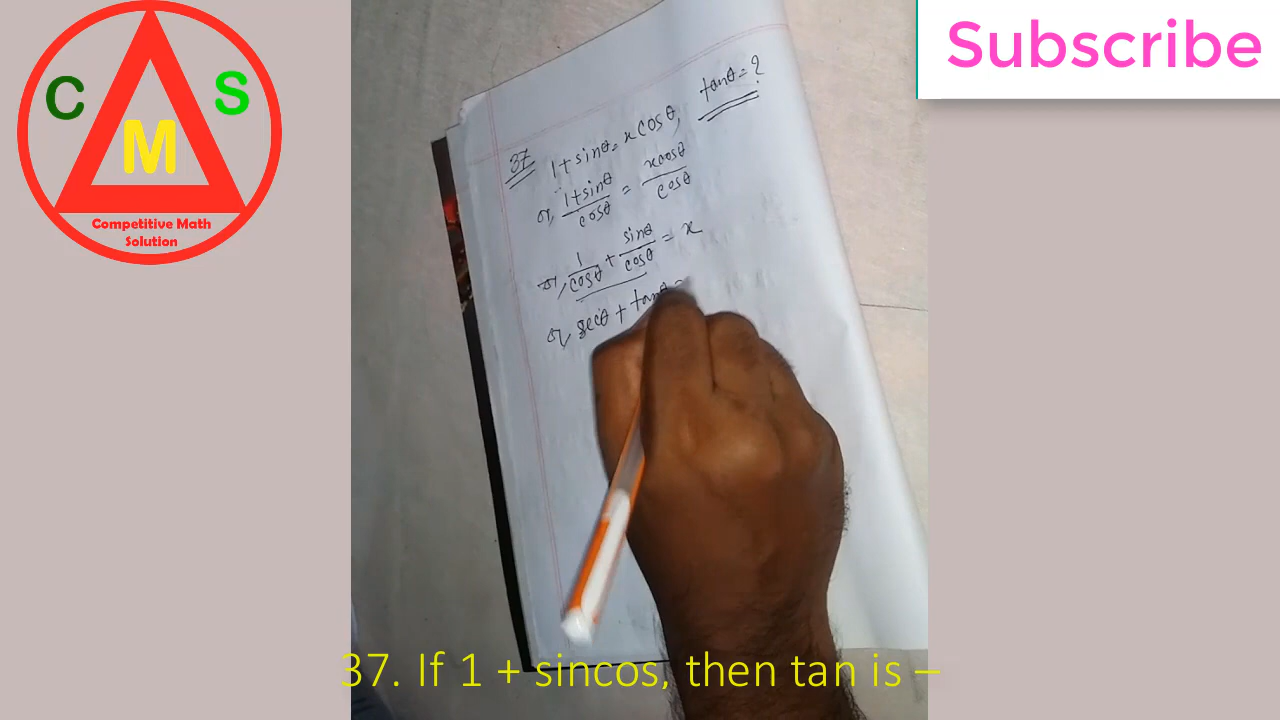 C
S
M
Competitive Math
Solution
Subscribe
37 1 + sinθ = x cosθ, tanθ = ?
or, 1+sinθ/cosθ = xcosθ/cosθ
or, 1/cosθ + sinθ/cosθ = x
or, secθ + tanθ =
37. If 1 + sincos, then tan is –